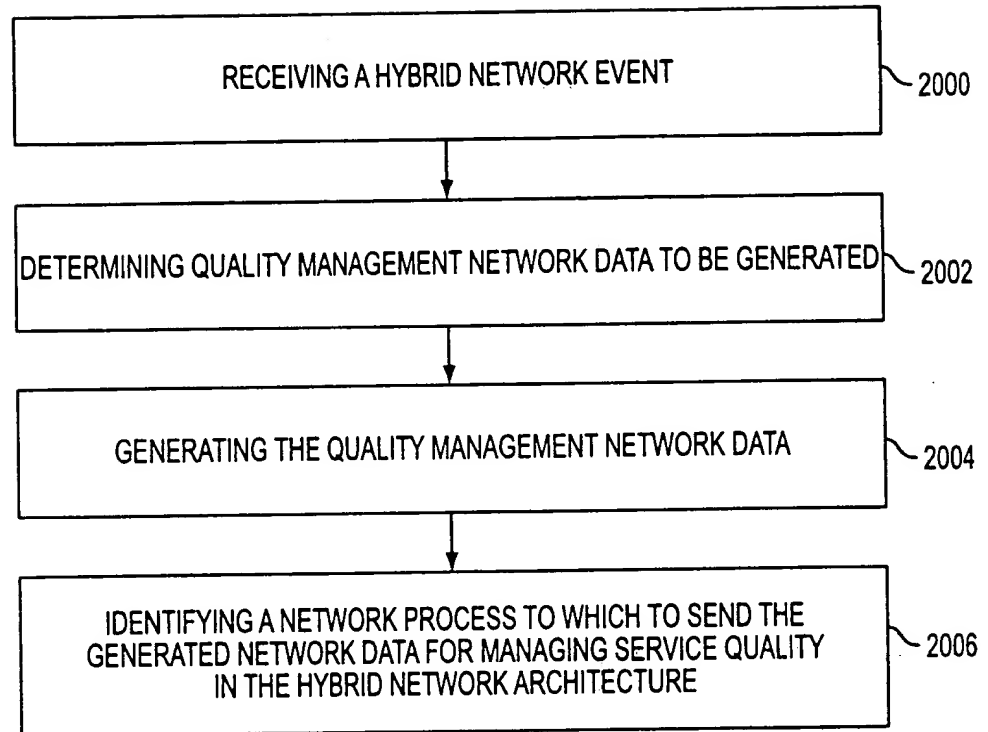 RECEIVING A HYBRID NETWORK EVENT
2000
DETERMINING QUALITY MANAGEMENT NETWORK DATA TO BE GENERATED
2002
GENERATING THE QUALITY MANAGEMENT NETWORK DATA
2004
IDENTIFYING A NETWORK PROCESS TO WHICH TO SEND THE
GENERATED NETWORK DATA FOR MANAGING SERVICE QUALITY
IN THE HYBRID NETWORK ARCHITECTURE
2006